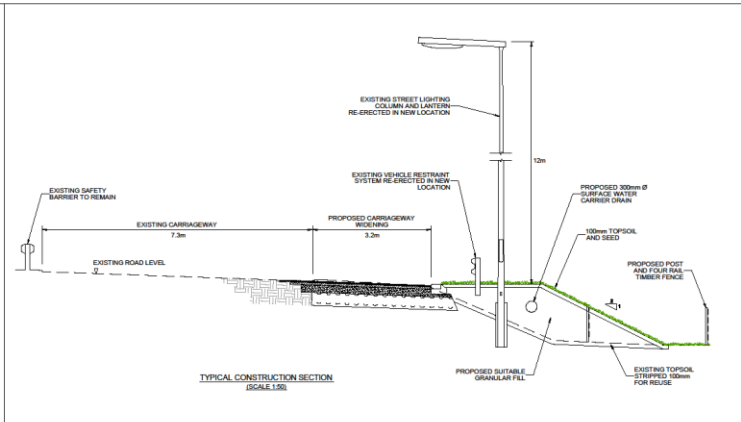 EXISTING STREET LIGHTING
COLUMN AND LANTERN
RE-ERECTED IN NEW LOCATION
12m
EXISTING VEHICLE RESTRAINT
SYSTEM RE-ERECTED IN NEW
LOCATION
EXISTING SAFETY
BARRIER TO REMAIN
PROPOSED 300mm Ø
SURFACE WATER
CARRIER DRAIN
EXISTING CARRIAGEWAY
7.3m
PROPOSED CARRIAGEWAY
WIDENING
3.2m
100mm TOPSOIL
AND SEED
EXISTING ROAD LEVEL
PROPOSED POST
AND FOUR RAIL
TIMBER FENCE
1
TYPICAL CONSTRUCTION SECTION
(SCALE 1:50)
PROPOSED SUITABLE
GRANULAR FILL
EXISTING TOPSOIL
STRIPPED 100mm
FOR REUSE